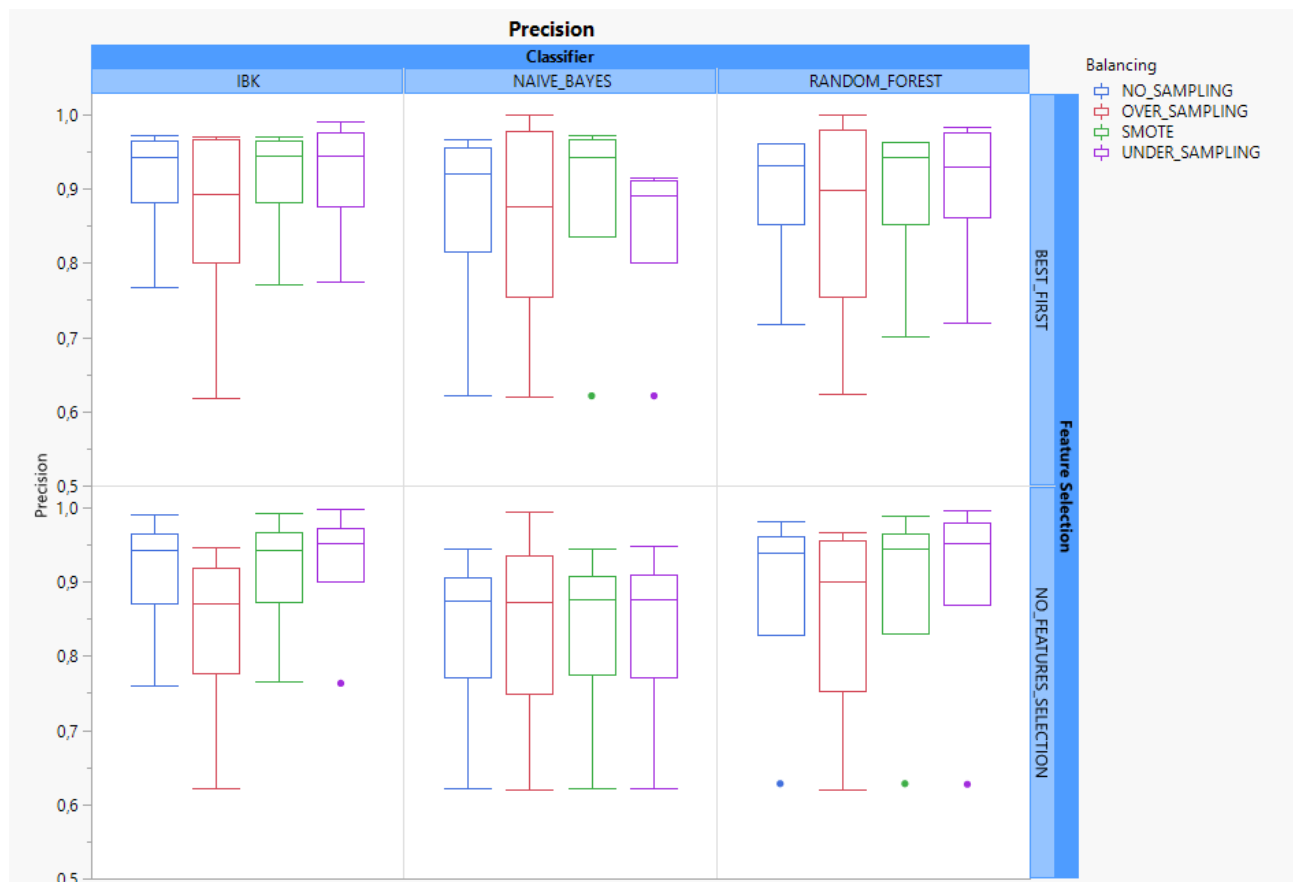 Precision
Classifier
IBK
NAIVE_BAYES
RANDOM_FOREST
Balancing
NO_SAMPLING
OVER_SAMPLING
SMOTE
UNDER_SAMPLING
1,0
0,9
0,8
0,7
0,6
0,5
BEST_FIRST
Precision
1,0
0,9
0,8
0,7
0,6
0,5
NO_FEATURES_SELECTION
Feature Selection